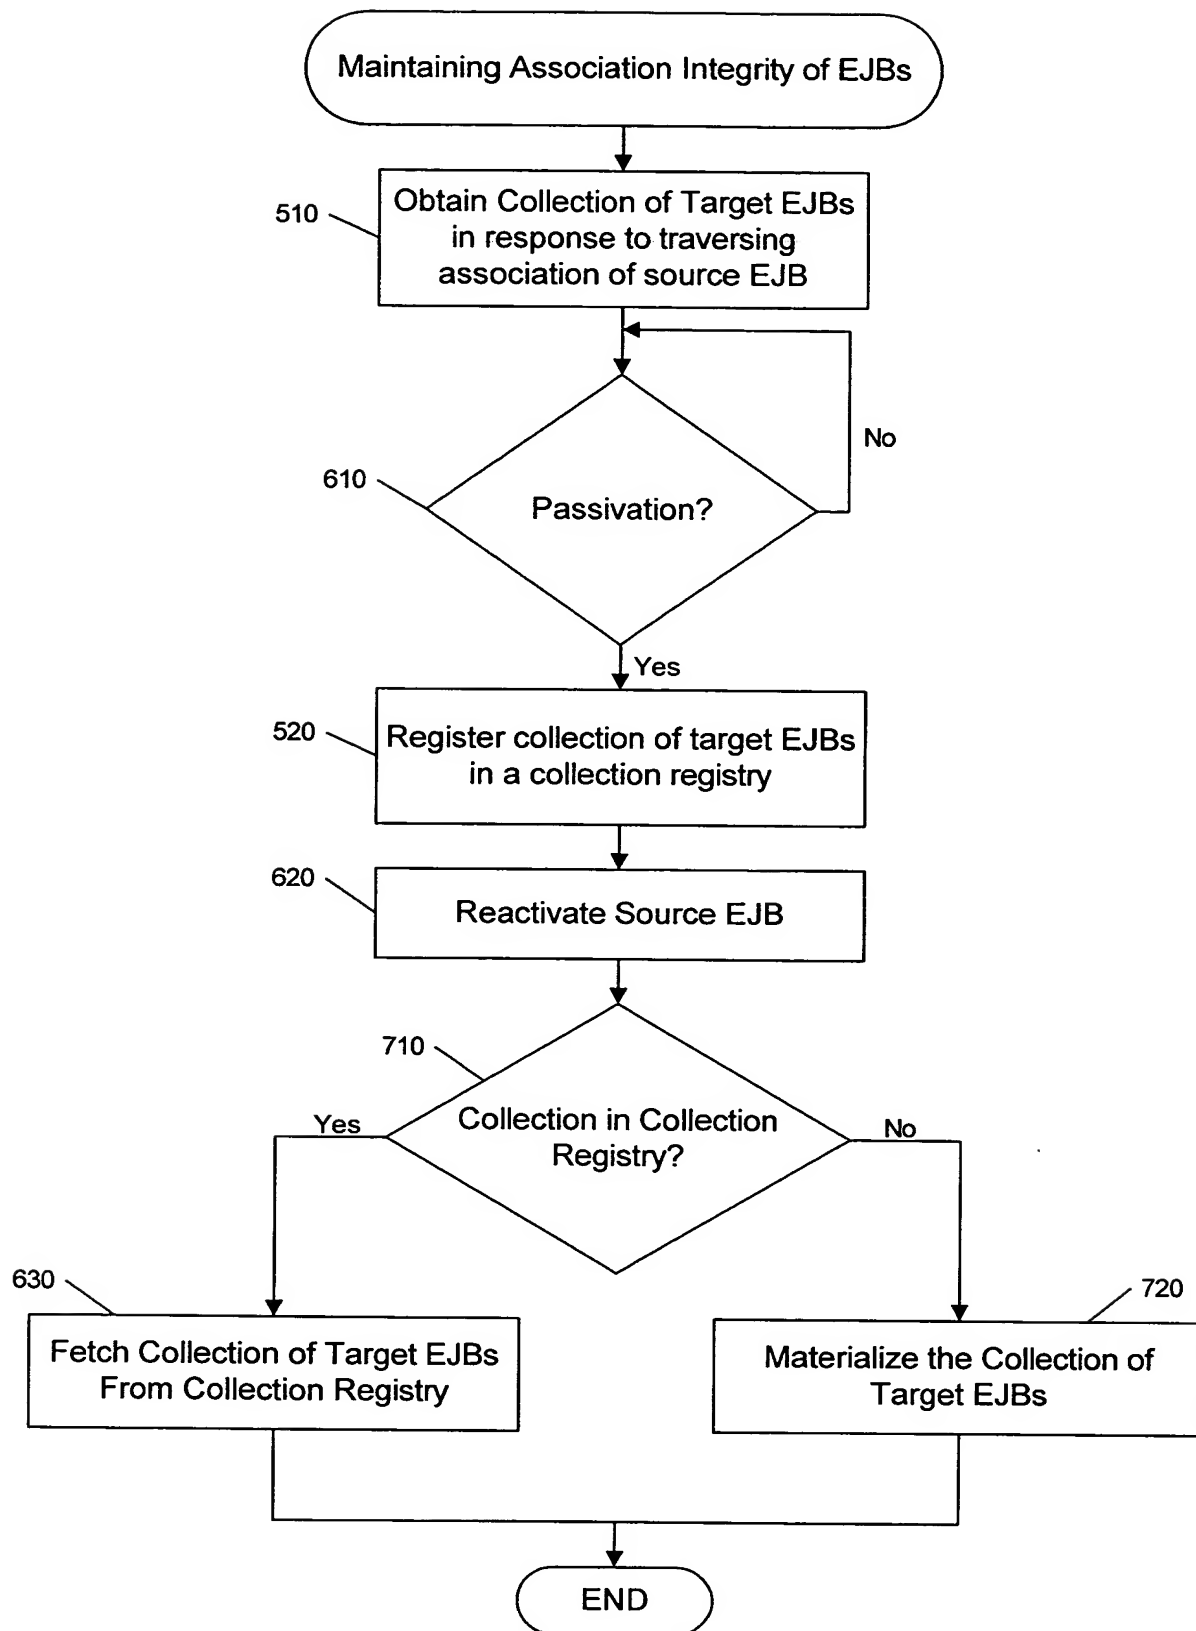 Maintaining Association Integrity of EJBs
510
Obtain Collection of Target EJBs
in response to traversing
association of source EJB
No
610
Passivation?
Yes
520
Register collection of target EJBs
in a collection registry
620
Reactivate Source EJB
710
Collection in Collection
Registry?
Yes
No
630
720
Fetch Collection of Target EJBs
From Collection Registry
Materialize the Collection of
Target EJBs
END